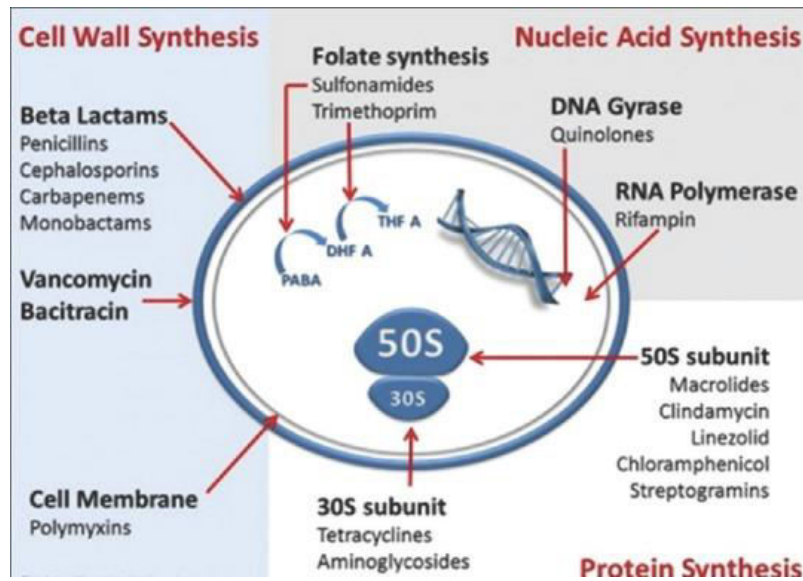 Cell Wall Synthesis
Nucleic Acid Synthesis
Folate synthesis
Sulfonamides
Trimethoprim
Beta Lactams
Penicillins
Cephalosporins
Carbapenems
Monobactams
DNA Gyrase
Quinolones
RNA Polymerase
Rifampin
THF A
DHF A
PABA
Vancomycin
Bacitracin
50S
30S
50S subunit
Macrolides
Clindamycin
Linezolid
Chloramphenicol
Streptogramins
Cell Membrane
Polymyxins
30S subunit
Tetracyclines
Aminoglycosides
Protein Synthesis